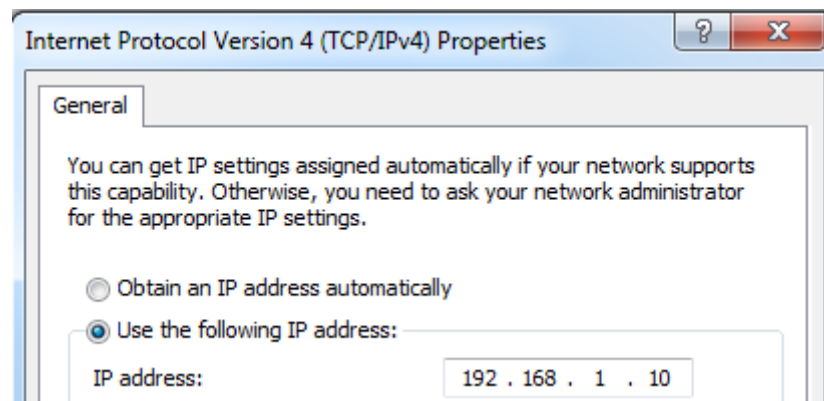 Internet Protocol Version 4 (TCP/IPv4) Properties
General
You can get IP settings assigned automatically if your network supports
this capability. Otherwise, you need to ask your network administrator
for the appropriate IP settings.
Obtain an IP address automatically
Use the following IP address:
IP address: 192 . 168 . 1 . 10